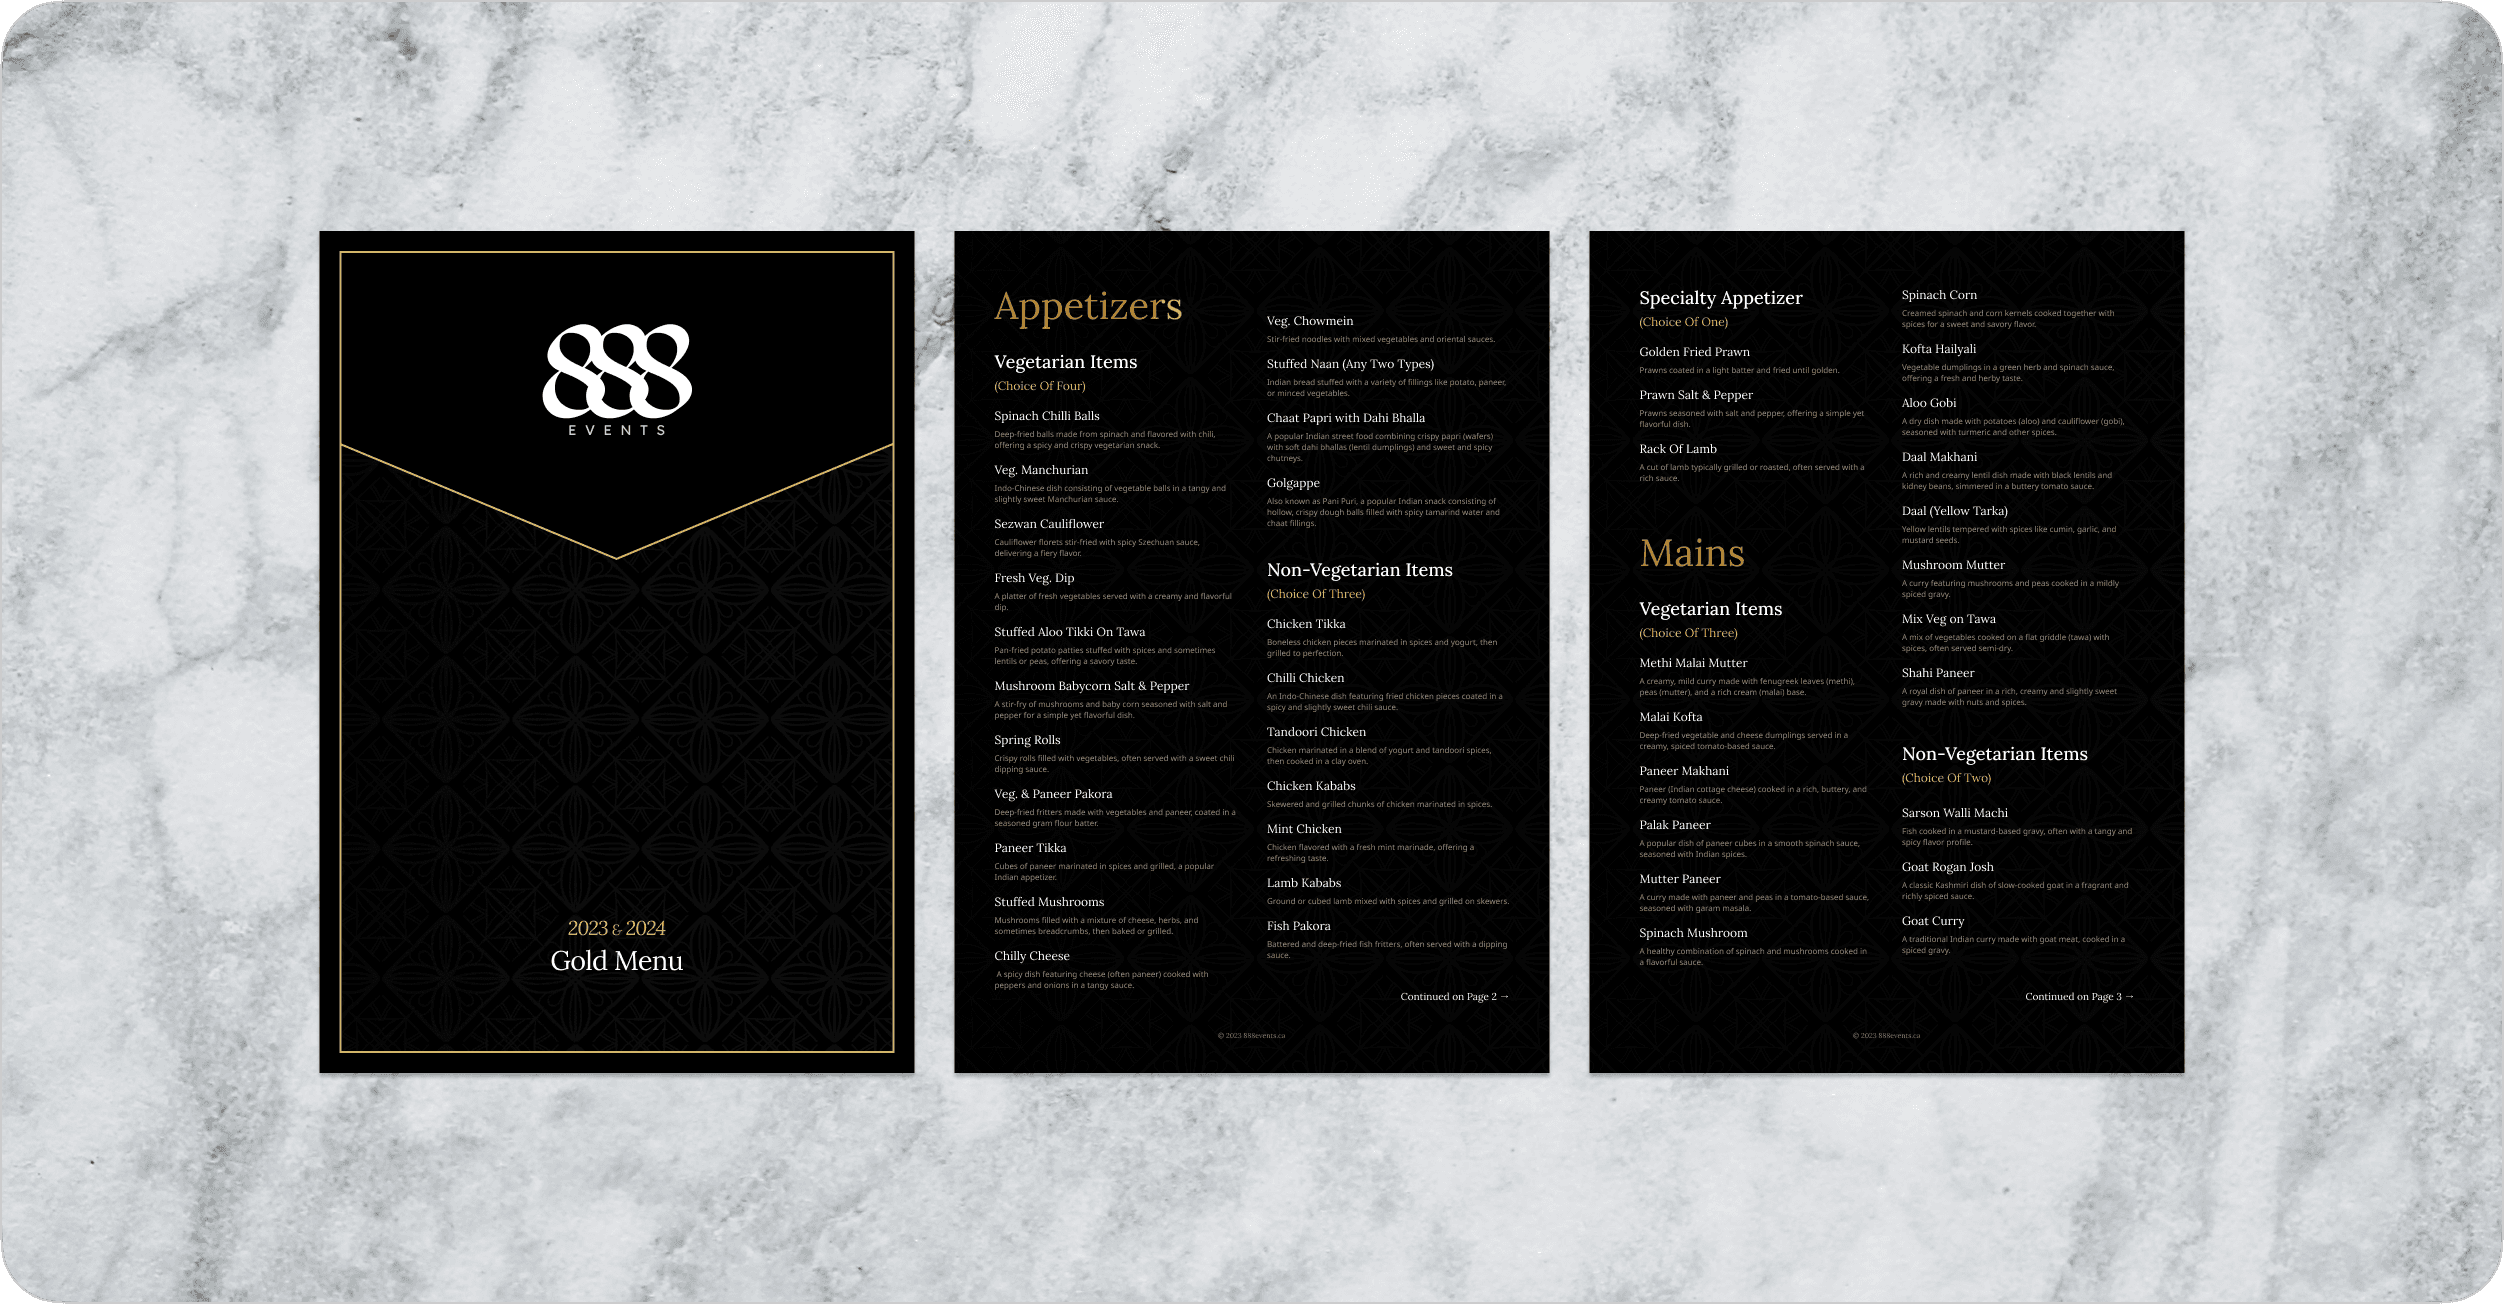 888
EVENTS
2023 & 2024
Gold Menu
Appetizers
Vegetarian Items
(Choice Of Four)
Spinach Chilli Balls
Deep-fried balls made from spinach and flavored with chili,
offering a spicy and crispy vegetarian snack.
Veg. Manchurian
Indo-Chinese dish consisting of vegetable balls in a tangy and
slightly sweet Manchurian sauce.
Sezwan Cauliflower
Cauliflower florets stir-fried with spicy Szechuan sauce,
delivering a fiery flavor.
Fresh Veg. Dip
A platter of fresh vegetables served with a creamy and flavorful
dip.
Stuffed Aloo Tikki On Tawa
Pan-fried potato patties stuffed with spices and sometimes
lentils or peas, offering a savory taste.
Mushroom Babycorn Salt & Pepper
A stir-fry of mushrooms and baby corn seasoned with salt and
pepper for a simple yet flavorful dish.
Spring Rolls
Crispy rolls filled with vegetables, often served with a sweet chili
dipping sauce.
Veg. & Paneer Pakora
Deep-fried fritters made with vegetables and paneer, coated in a
seasoned gram flour batter.
Paneer Tikka
Cubes of paneer marinated in spices and grilled, a popular
Indian appetizer.
Stuffed Mushrooms
Mushrooms filled with a mixture of cheese, herbs, and
sometimes breadcrumbs, then baked or grilled.
Chilly Cheese
A spicy dish featuring cheese (often paneer) cooked with
peppers and onions in a tangy sauce.
Veg. Chowmein
Stir-fried noodles with mixed vegetables and oriental sauces.
Stuffed Naan (Any Two Types)
Indian bread stuffed with a variety of fillings like potato, paneer,
or minced vegetables.
Chaat Papri with Dahi Bhalla
A popular Indian street food combining crispy papri (wafers)
with soft dahi bhallas (lentil dumplings) and sweet and spicy
chutneys.
Golgappe
Also known as Pani Puri, a popular Indian snack consisting of
hollow, crispy dough balls filled with spicy tamarind water and
chaat fillings.
Non-Vegetarian Items
(Choice Of Three)
Chicken Tikka
Boneless chicken pieces marinated in spices and yogurt, then
grilled to perfection.
Chilli Chicken
An Indo-Chinese dish featuring fried chicken pieces coated in a
spicy and slightly sweet chili sauce.
Tandoori Chicken
Chicken marinated in a blend of yogurt and tandoori spices,
then cooked in a clay oven.
Chicken Kababs
Skewered and grilled chunks of chicken marinated in spices.
Mint Chicken
Chicken flavored with a fresh mint marinade, offering a
refreshing taste.
Lamb Kababs
Ground or cubed lamb mixed with spices and grilled on skewers.
Fish Pakora
Battered and deep-fried fish fritters, often served with a dipping
sauce.
Continued on Page 2 →
© 2023 888events.ca
Specialty Appetizer
(Choice Of One)
Golden Fried Prawn
Prawns coated in a light batter and fried until golden.
Prawn Salt & Pepper
Prawns seasoned with salt and pepper, offering a simple yet
flavorful dish.
Rack Of Lamb
A cut of lamb typically grilled or roasted, often served with a
rich sauce.
Mains
Vegetarian Items
(Choice Of Three)
Methi Malai Mutter
A creamy, mild curry made with fenugreek leaves (methi),
peas (mutter), and a rich cream (malai) base.
Malai Kofta
Deep-fried vegetable and cheese dumplings served in a
creamy, spiced tomato-based sauce.
Paneer Makhani
Paneer (Indian cottage cheese) cooked in a rich, buttery, and
creamy tomato sauce.
Palak Paneer
A popular dish of paneer cubes in a smooth spinach sauce,
seasoned with Indian spices.
Mutter Paneer
A curry made with paneer and peas in a tomato-based sauce,
seasoned with garam masala.
Spinach Mushroom
A healthy combination of spinach and mushrooms cooked in
a flavorful sauce.
Spinach Corn
Creamed spinach and corn kernels cooked together with
spices for a sweet and savory flavor.
Kofta Hailyali
Vegetable dumplings in a green herb and spinach sauce,
offering a fresh and herby taste.
Aloo Gobi
A dry dish made with potatoes (aloo) and cauliflower (gobi),
seasoned with turmeric and other spices.
Daal Makhani
A rich and creamy lentil dish made with black lentils and
kidney beans, simmered in a buttery tomato sauce.
Daal (Yellow Tarka)
Yellow lentils tempered with spices like cumin, garlic, and
mustard seeds.
Mushroom Mutter
A curry featuring mushrooms and peas cooked in a mildly
spiced gravy.
Mix Veg on Tawa
A mix of vegetables cooked on a flat griddle (tawa) with
spices, often served semi-dry.
Shahi Paneer
A royal dish of paneer in a rich, creamy and slightly sweet
gravy made with nuts and spices.
Non-Vegetarian Items
(Choice Of Two)
Sarson Walli Machi
Fish cooked in a mustard-based gravy, often with a tangy and
spicy flavor profile.
Goat Rogan Josh
A classic Kashmiri dish of slow-cooked goat in a fragrant and
richly spiced sauce.
Goat Curry
A traditional Indian curry made with goat meat, cooked in a
spiced gravy.
Continued on Page 3 →
© 2023 888events.ca